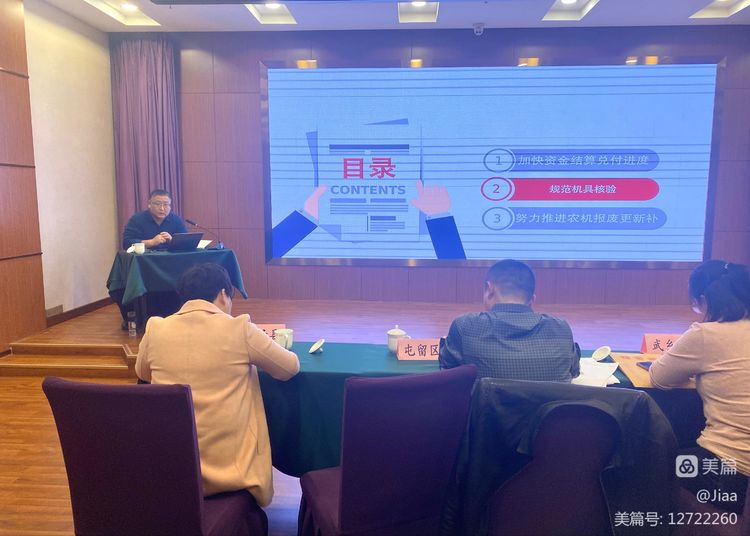 目录
CONTENTS
1 加快资金结算兑付进度
2 规范机具核验
3 努力推进农机报废更新补
屯留区
武乡
美篇
@Jiaa
美篇号: 12722260